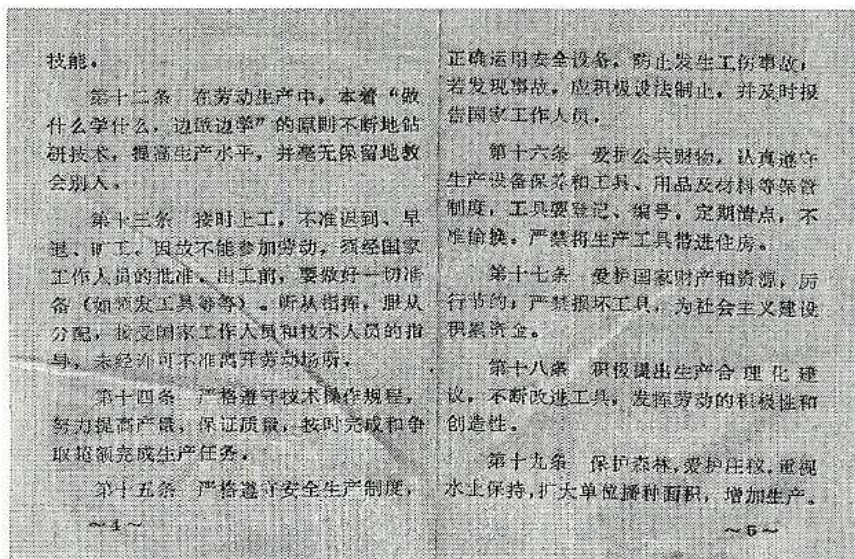 技能。
第十二条 在劳动生产中，本着“做
什么学什么，边做边学”的原则不断地钻
研技术，提高生产水平，并毫无保留地教
会别人。
第十三条 按时上工，不准迟到、早
退、旷工。因故不能参加劳动，须经国家
工作人员的批准。出工前，要做好一切准
备（如领发工具等等）。听从指挥，服从
分配，接受国家工作人员和技术人员的指
导，未经许可不准离开劳动场所。
第十四条 严格遵守技术操作规程，
努力提高产量，保证质量，按时完成和争
取超额完成生产任务。
第十五条 严格遵守安全生产制度，
～4～
正确运用安全设备，防止发生工伤事故；
若发现事故，应积极设法制止，并及时报
告国家工作人员。
第十六条 爱护公共财物，认真遵守
生产设备保养和工具、用品及材料等保管
制度，工具要登记、编号，定期清点，不
准偷换。严禁将生产工具带进住房。
第十七条 爱护国家财产和资源，厉
行节约；严禁损坏工具，为社会主义建设
积累资金。
第十八条 积极提出生产合理化建
议，不断改进工具，发挥劳动的积极性和
创造性。
第十九条 保护森林，爱护庄稼，重视
水土保持，扩大单位播种面积，增加生产。
～5～